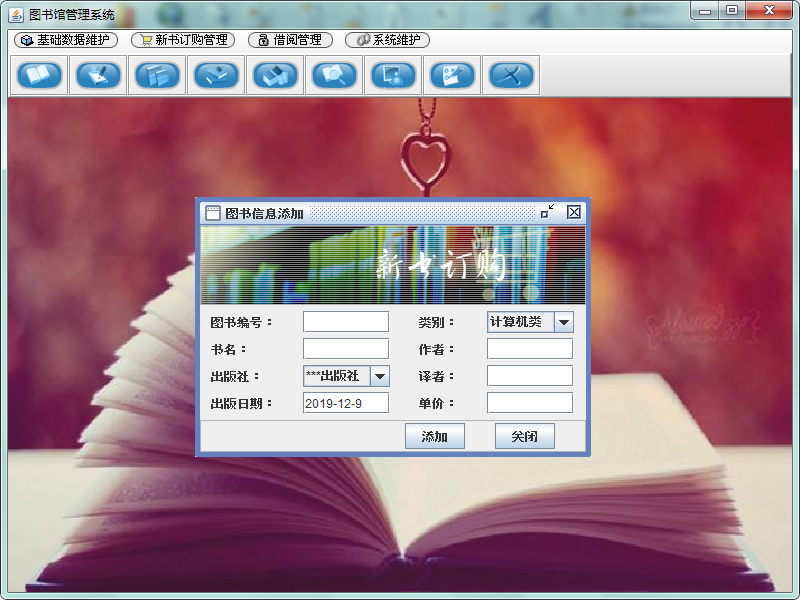 图书馆管理系统
基础数据维护 新书订购管理 借阅管理 系统维护
图书信息添加
新书订购
图书编号： 类别： 计算机类
书名： 作者：
出版社： ***出版社 译者：
出版日期： 2019-12-9 单价：
添加 关闭